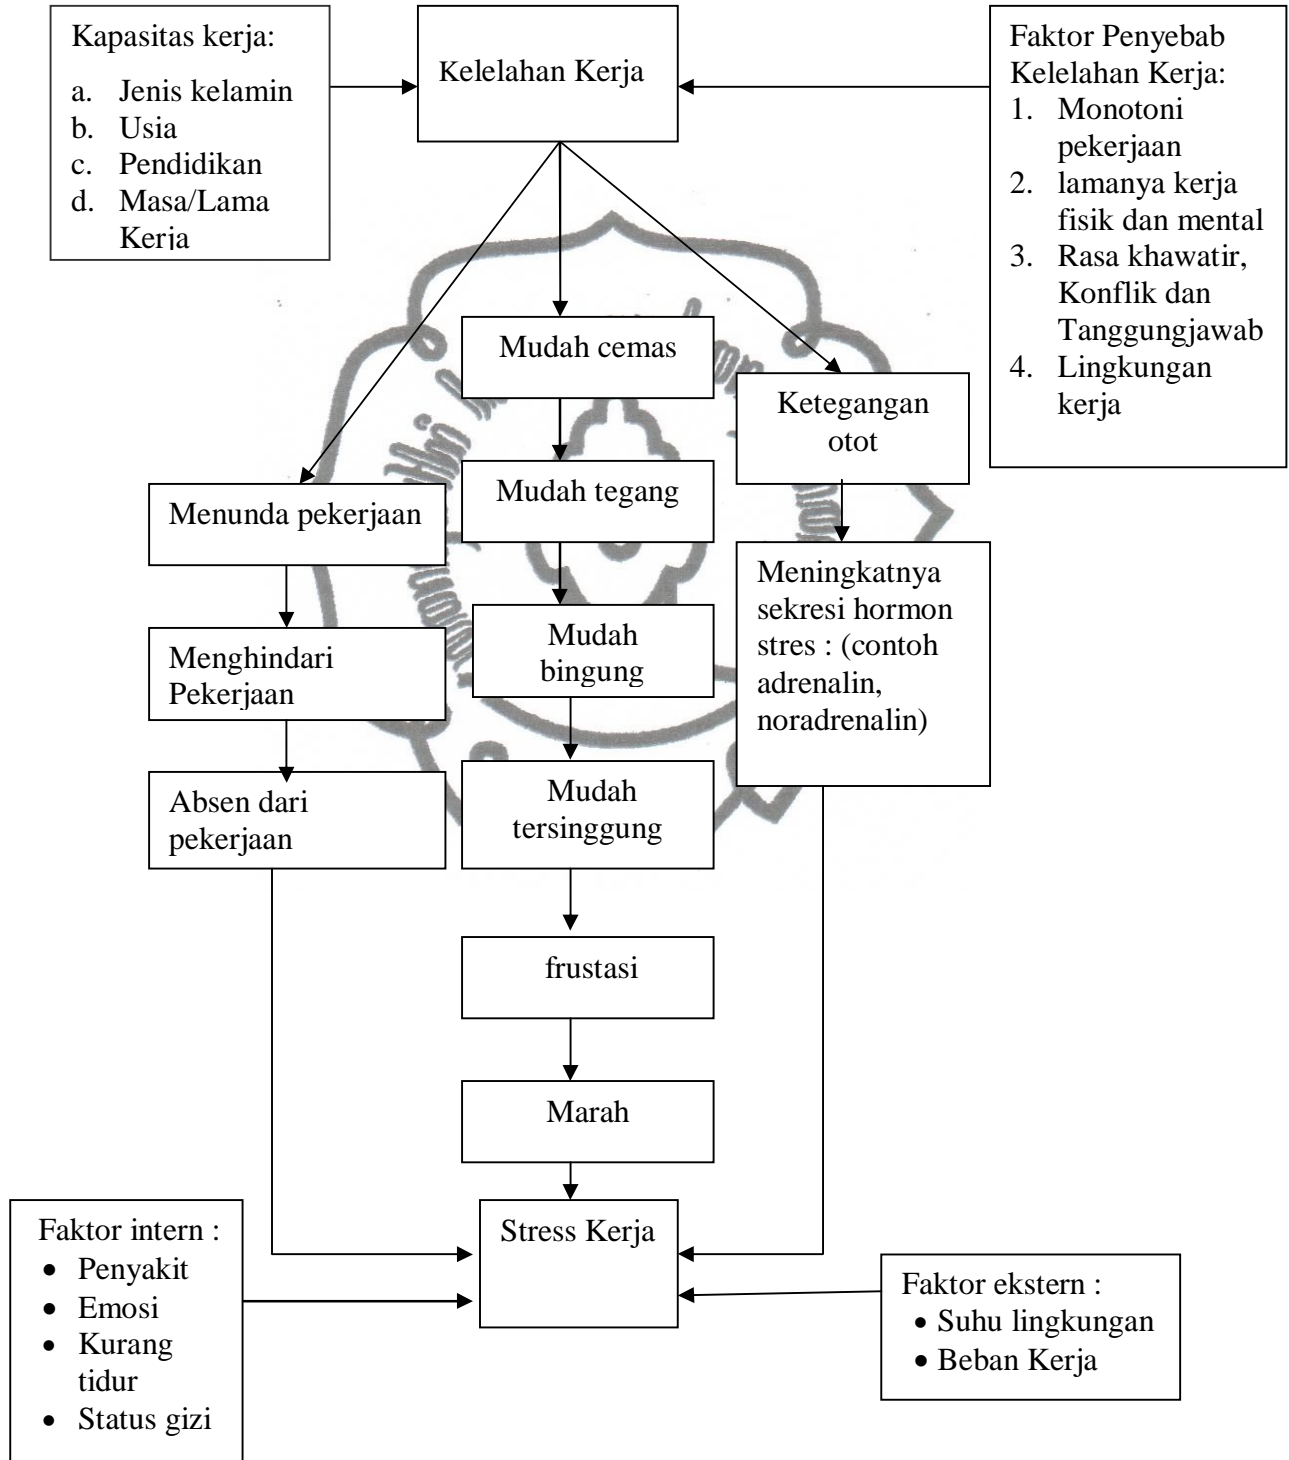 Kapasitas kerja:
a. Jenis kelamin
b. Usia
c. Pendidikan
d. Masa/Lama
Kerja
Kelelahan Kerja
Faktor Penyebab
Kelelahan Kerja:
1. Monotoni
pekerjaan
2. lamanya kerja
fisik dan mental
3. Rasa khawatir,
Konflik dan
Tanggungjawab
4. Lingkungan
kerja
Menunda pekerjaan
Menghindari
Pekerjaan
Absen dari
pekerjaan
Mudah cemas
Mudah tegang
Mudah
bingung
Mudah
tersinggung
frustasi
Marah
Ketegangan
otot
Meningkatnya
sekresi hormon
stres : (contoh
adrenalin,
noradrenalin)
Stress Kerja
Faktor intern :
• Penyakit
• Emosi
• Kurang
tidur
• Status gizi
Faktor ekstern :
• Suhu lingkungan
• Beban Kerja